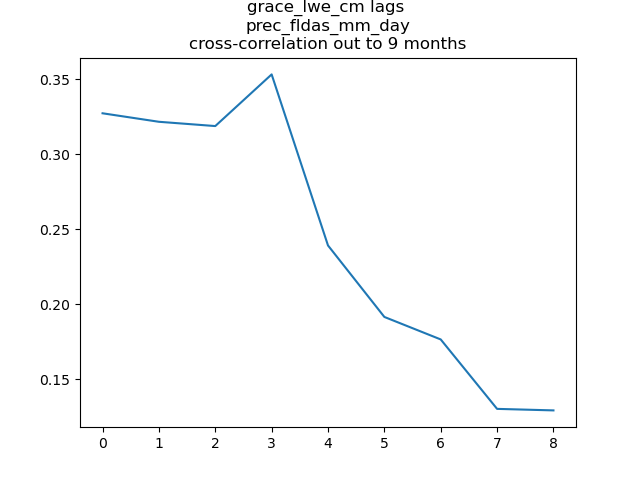 grace_lwe_cm lags
prec_fldas_mm_day
cross-correlation out to 9 months
0.35
0.30
0.25
0.20
0.15
0 1 2 3 4 5 6 7 8